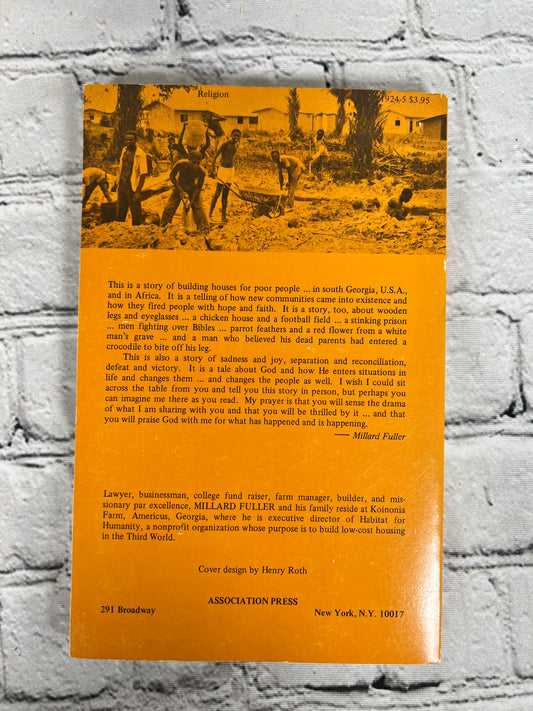 Religion
1924-5 $3.95
This is a story of building houses for poor people ... in south Georgia, U.S.A.,
and in Africa. It is a telling of how new communities came into existence and
how they fired people with hope and faith. It is a story, too, about wooden
legs and eyeglasses ... a chicken house and a football field ... a stinking prison
... men fighting over Bibles ... parrot feathers and a red flower from a white
man's grave ... and a man who believed his dead parents had entered a
crocodile to bite off his leg.
This is also a story of sadness and joy, separation and reconciliation,
defeat and victory. It is a tale about God and how He enters situations in
life and changes them ... and changes the people as well. I wish I could sit
across the table from you and tell you this story in person, but perhaps you
can imagine me there as you read. My prayer is that you will sense the drama
of what I am sharing with you and that you will be thrilled by it ... and that
you will praise God with me for what has happened and is happening.
— Millard Fuller
Lawyer, businessman, college fund raiser, farm manager, builder, and mis-
sionary par excellence, MILLARD FULLER and his family reside at Koinonia
Farm, Americus, Georgia, where he is executive director of Habitat for
Humanity, a nonprofit organization whose purpose is to build low-cost housing
in the Third World.
Cover design by Henry Roth
ASSOCIATION PRESS
291 Broadway New York, N.Y. 10017